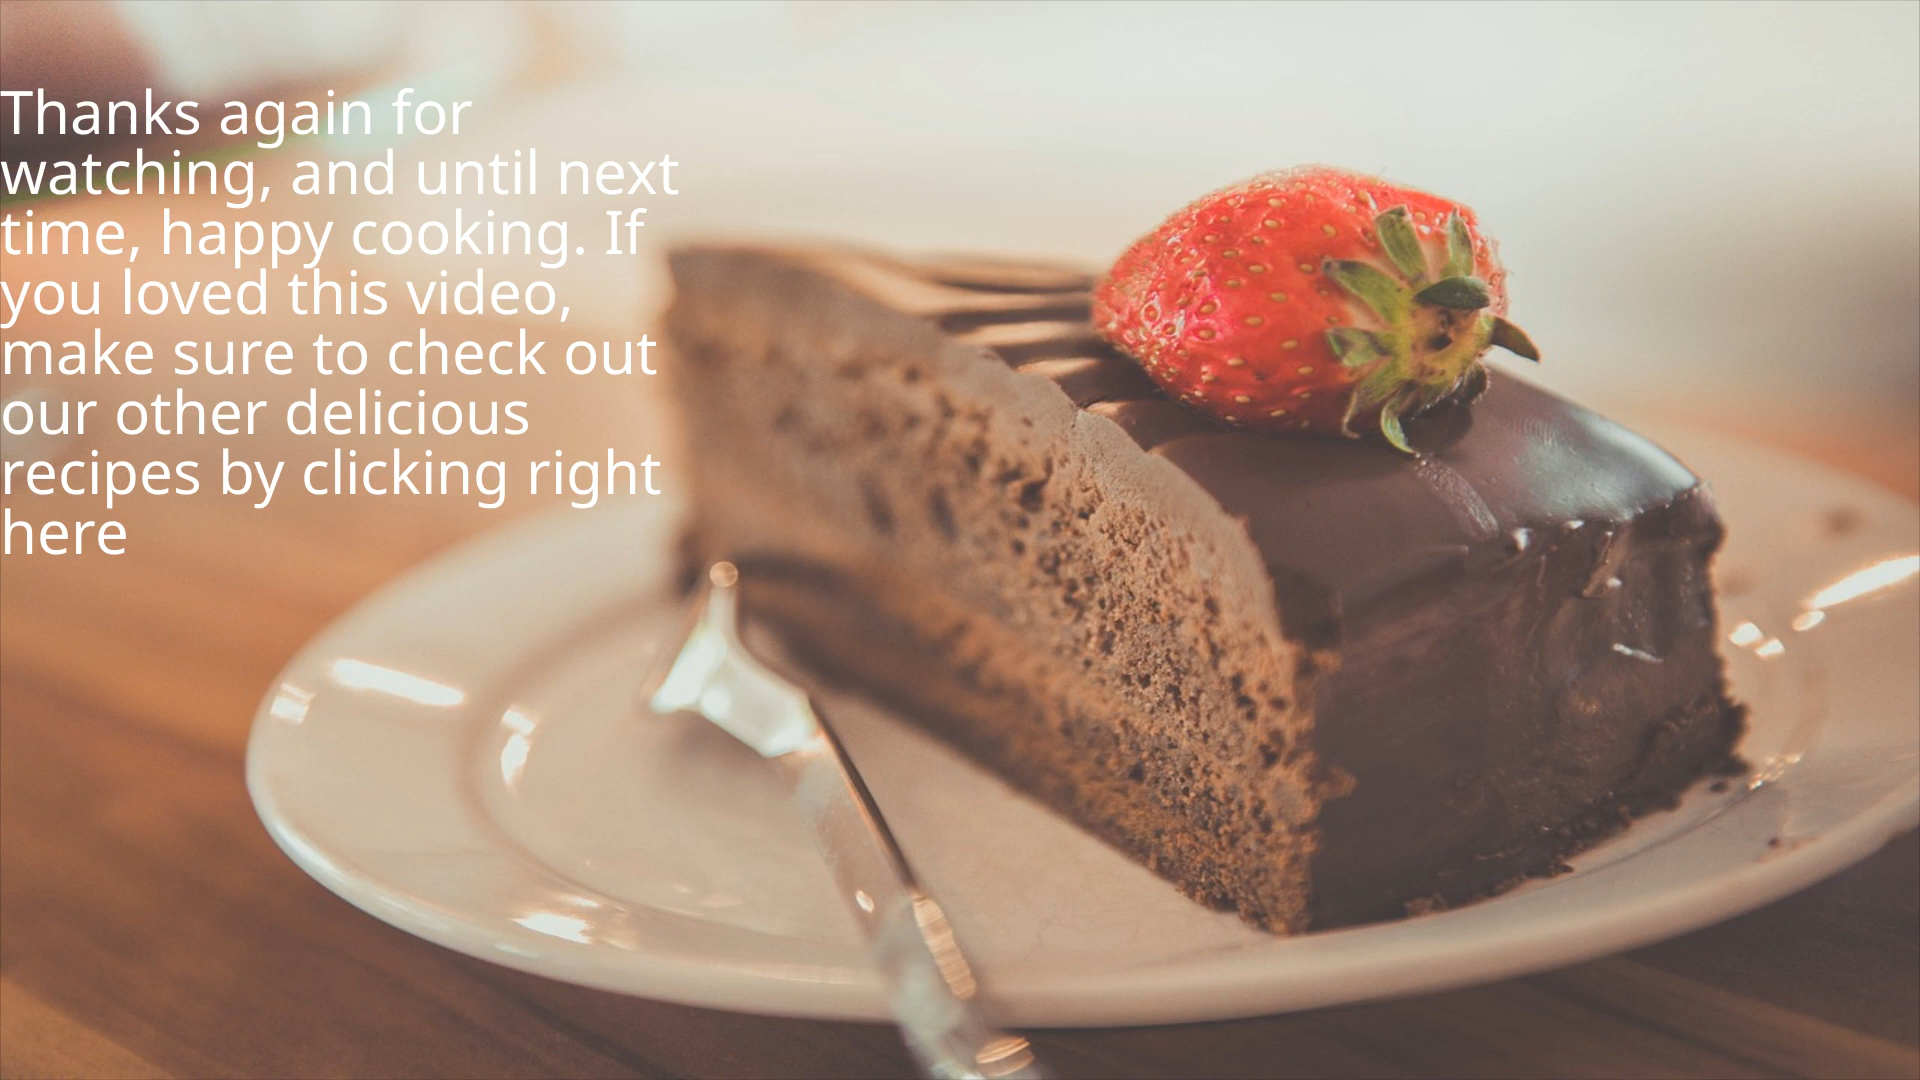 Thanks again for
watching, and until next
time, happy cooking. If
you loved this video,
make sure to check out
our other delicious
recipes by clicking right
here